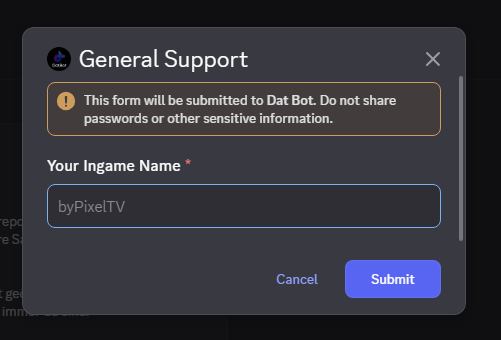 General Support
This form will be submitted to Dat Bot. Do not share
passwords or other sensitive information.
Your Ingame Name *
byPixelTV
Cancel
Submit